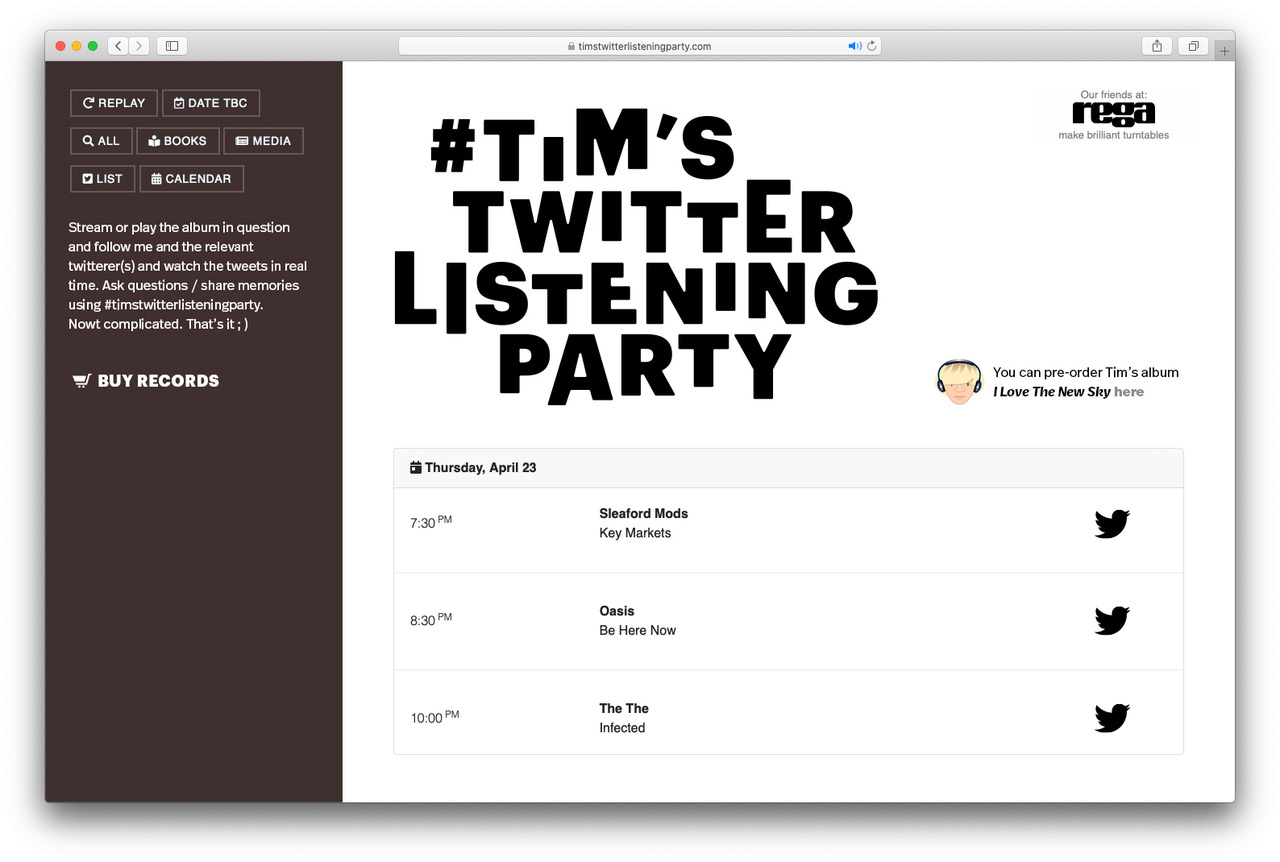 timstwitterlisteningparty.com
REPLAY
DATE TBC
ALL
BOOKS
MEDIA
LIST
CALENDAR
Stream or play the album in question
and follow me and the relevant
twitterer(s) and watch the tweets in real
time. Ask questions / share memories
using #timstwitterlisteningparty.
Nowt complicated. That's it ; )
BUY RECORDS
#TIM'S
TWITTER
LISTENING
PARTY
Our friends at:
rega
make brilliant turntables
You can pre-order Tim's album
I Love The New Sky here
Thursday, April 23
7:30 PM
Sleaford Mods
Key Markets
8:30 PM
Oasis
Be Here Now
10:00 PM
The The
Infected